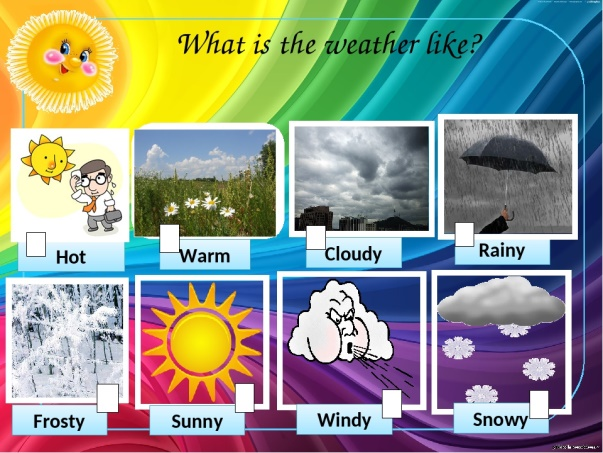 What is the weather like?
Hot
Warm
Cloudy
Rainy
Frosty
Sunny
Windy
Snowy